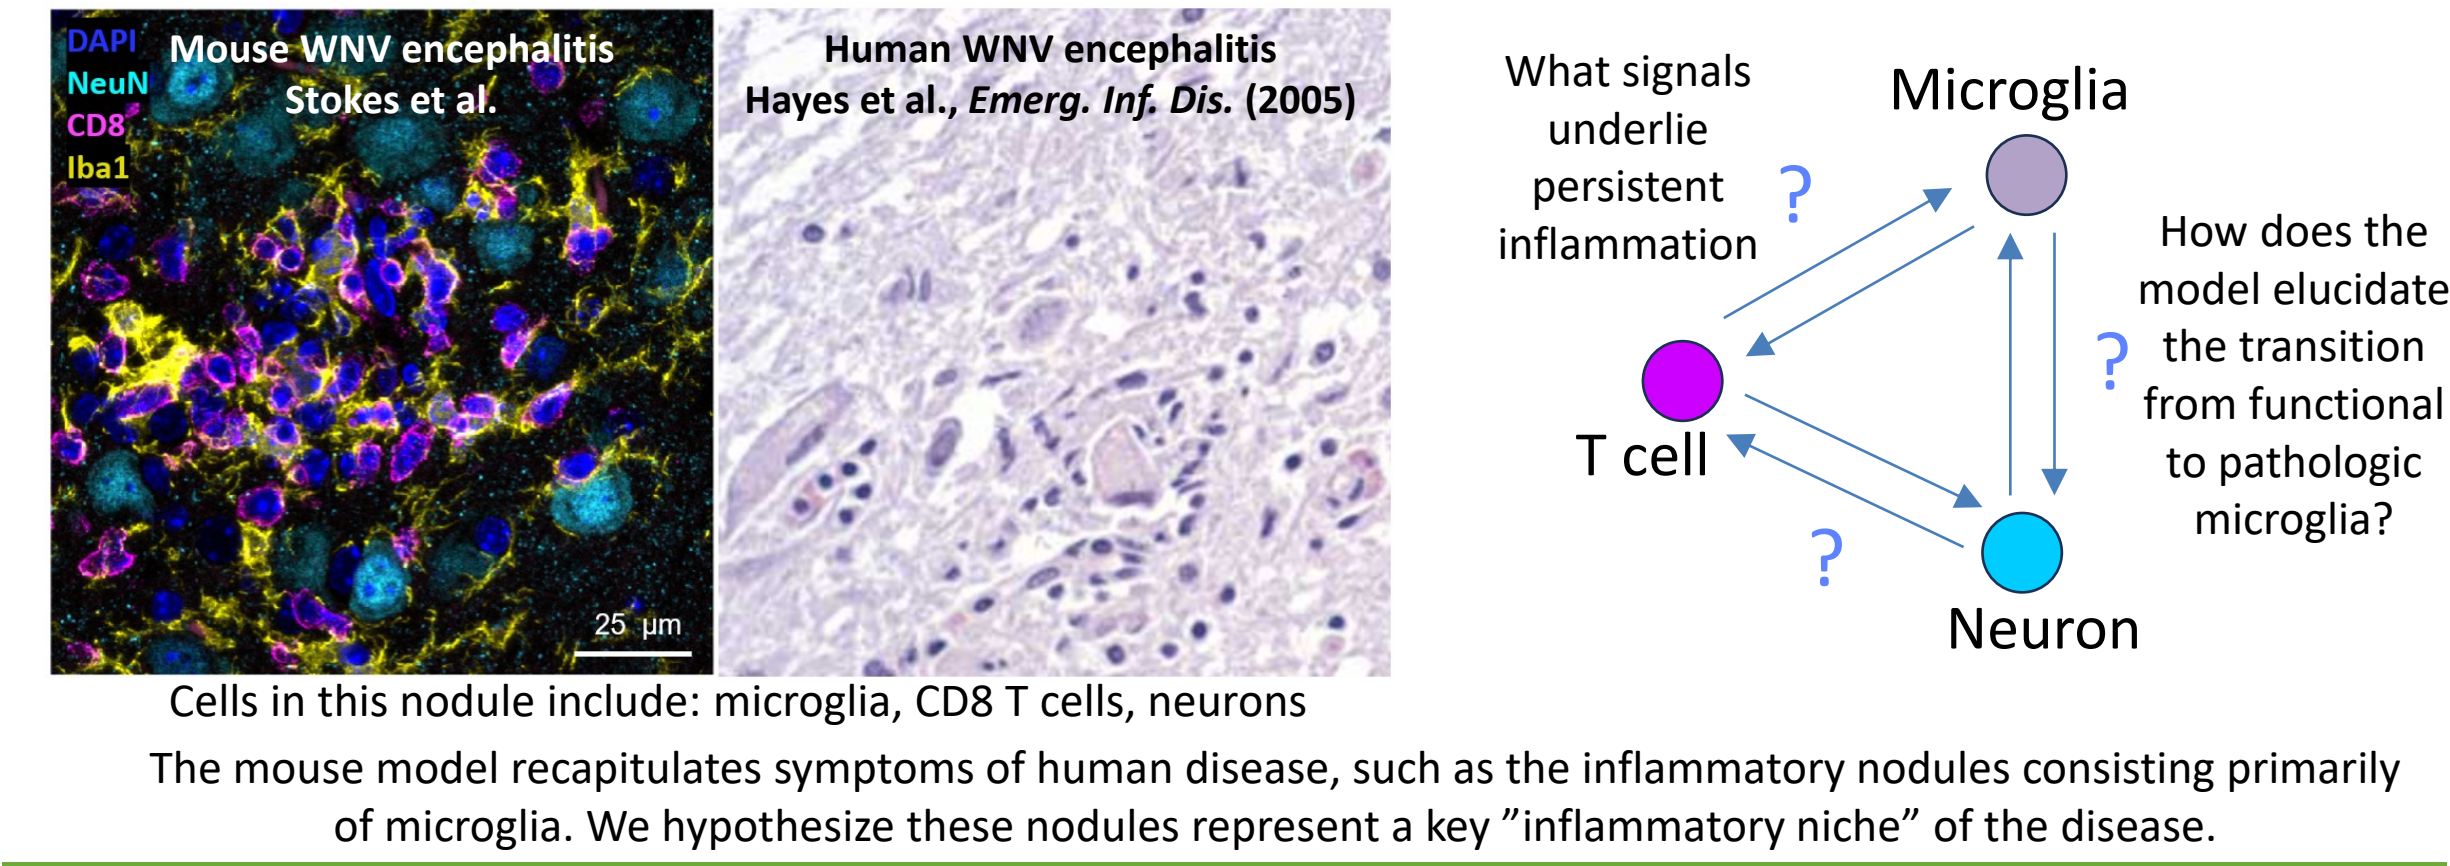 DAPI
NeuN
CD8
Iba1
Mouse WNV encephalitis
Stokes et al.
25 µm
Human WNV encephalitis
Hayes et al., Emerg. Inf. Dis. (2005)
What signals
underlie
persistent
inflammation
?
Microglia
T cell
?
Neuron
?
How does the
model elucidate
the transition
from functional
to pathologic
microglia?
Cells in this nodule include: microglia, CD8 T cells, neurons
The mouse model recapitulates symptoms of human disease, such as the inflammatory nodules consisting primarily
of microglia. We hypothesize these nodules represent a key ”inflammatory niche” of the disease.